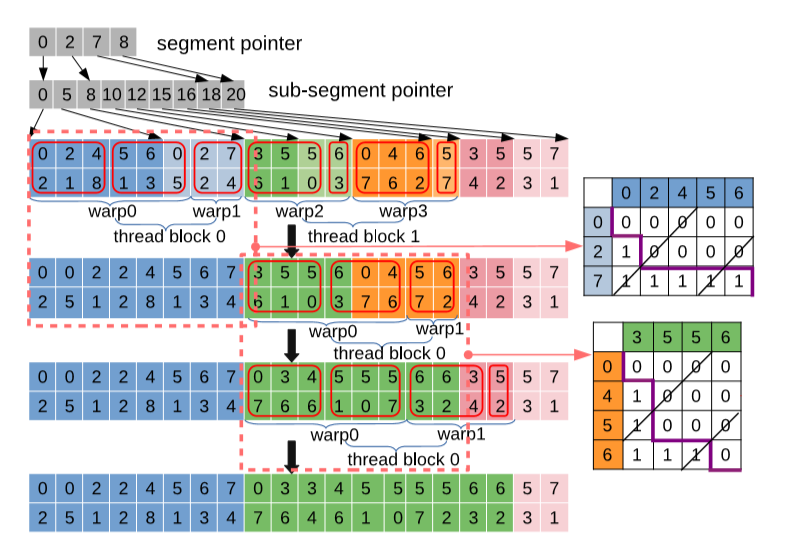 0 2 7 8 segment pointer
0 5 8 10 12 15 16 18 20 sub-segment pointer
0 2 4 5 6 0 2 7 3 5 5 6 0 4 6 5 3 5 5 7
2 1 8 1 3 5 2 4 6 1 0 3 7 6 2 7 4 2 3 1
warp0 warp1 warp2 warp3
thread block 0 thread block 1
0 0 2 2 4 5 6 7 3 5 5 6 0 4 5 6 3 5 5 7
2 5 1 2 8 1 3 4 6 1 0 3 7 6 7 2 4 2 3 1
warp0 warp1
thread block 0
0 0 2 2 4 5 6 7 0 3 4 5 5 5 6 6 3 5 5 7
2 5 1 2 8 1 3 4 7 6 6 1 0 7 3 2 4 2 3 1
warp0 warp1
thread block 0
0 0 2 2 4 5 6 7 0 3 3 4 5 5 5 5 6 6 5 7
2 5 1 2 8 1 3 4 7 6 4 6 1 0 7 2 3 2 3 1
0 2 4 5 6
0 0 0 0 0 0
2 1 0 0 0 0
7 1 1 1 1 1
3 5 5 6
0 0 0 0 0
4 1 0 0 0
5 1 0 0 0
6 1 1 1 0